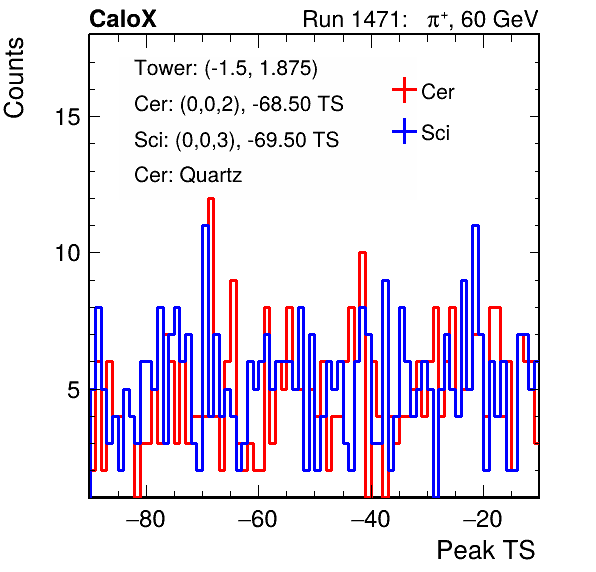 CaloX Run 1471: π⁺, 60 GeV
Counts
Tower: (-1.5, 1.875)
Cer: (0,0,2), -68.50 TS
Sci: (0,0,3), -69.50 TS
Cer: Quartz
Cer
Sci
15
10
5
−80 −60 −40 −20
Peak TS